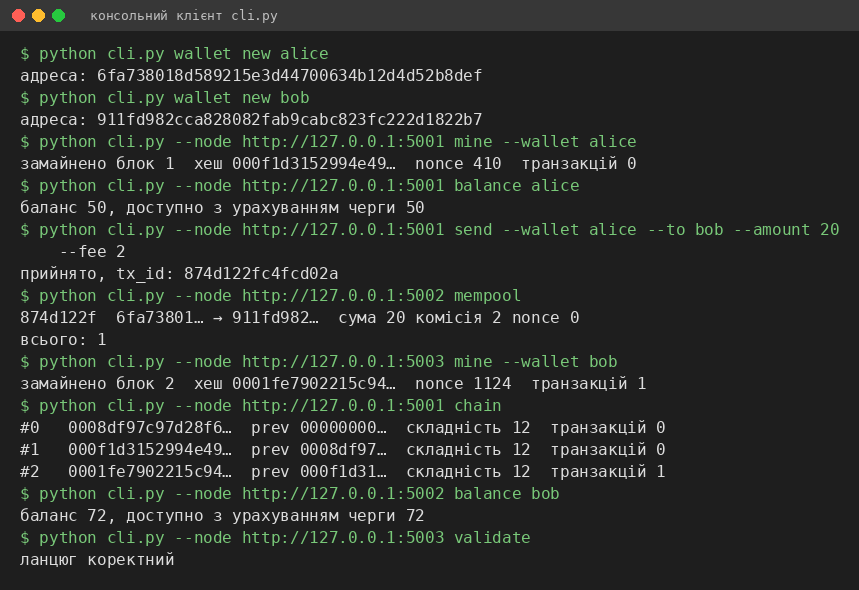 консольний клієнт cli.py
$ python cli.py wallet new alice
адреса: 6fa738018d589215e3d44700634b12d4d52b8def
$ python cli.py wallet new bob
адреса: 911fd982cca828082fab9cabc823fc222d1822b7
$ python cli.py --node http://127.0.0.1:5001 mine --wallet alice
замайнено блок 1  хеш 000f1d3152994e49…  nonce 410  транзакцій 0
$ python cli.py --node http://127.0.0.1:5001 balance alice
баланс 50, доступно з урахуванням черги 50
$ python cli.py --node http://127.0.0.1:5001 send --wallet alice --to bob --amount 20
    --fee 2
прийнято, tx_id: 874d122fc4fcd02a
$ python cli.py --node http://127.0.0.1:5002 mempool
874d122f  6fa73801… → 911fd982…  сума 20 комісія 2 nonce 0
всього: 1
$ python cli.py --node http://127.0.0.1:5003 mine --wallet bob
замайнено блок 2  хеш 0001fe7902215c94…  nonce 1124  транзакцій 1
$ python cli.py --node http://127.0.0.1:5001 chain
#0   0008df97c97d28f6…  prev 00000000…  складність 12  транзакцій 0
#1   000f1d3152994e49…  prev 0008df97…  складність 12  транзакцій 0
#2   0001fe7902215c94…  prev 000f1d31…  складність 12  транзакцій 1
$ python cli.py --node http://127.0.0.1:5002 balance bob
баланс 72, доступно з урахуванням черги 72
$ python cli.py --node http://127.0.0.1:5003 validate
ланцюг коректний